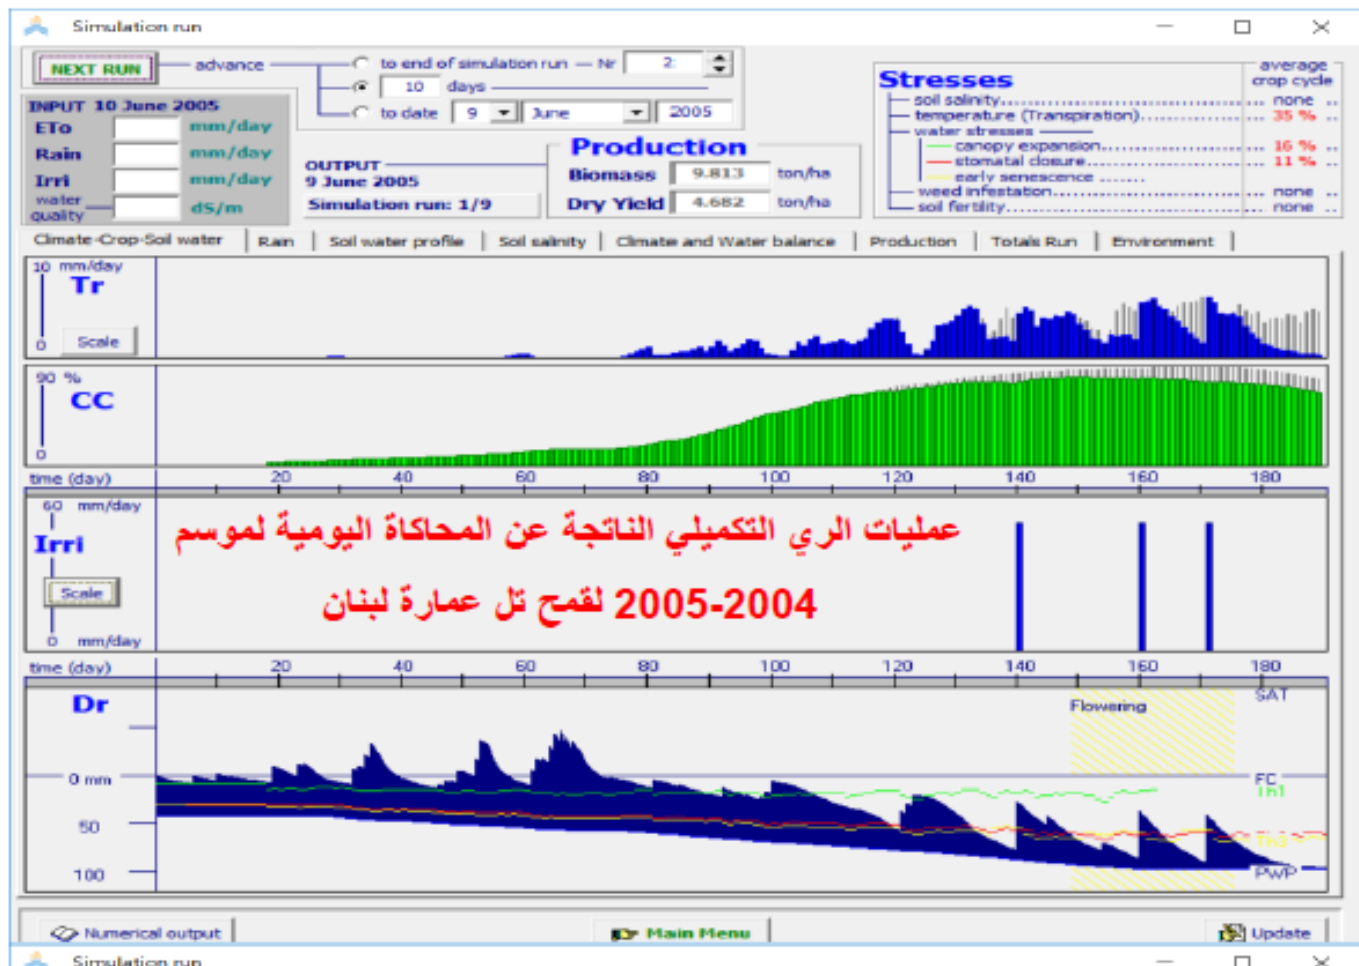 Simulation run
NEXT RUN
advance
to end of simulation run — Nr 2
10 days
to date 9 June 2005
INPUT 10 June 2005
ETo mm/day
Rain mm/day
Irri mm/day
water quality dS/m
OUTPUT
9 June 2005
Simulation run: 1/9
Production
Biomass 9.813 ton/ha
Dry Yield 4.682 ton/ha
Stresses
average crop cycle
soil salinity none
temperature (Transpiration) 35 %
water stresses
canopy expansion 16 %
stomatal closure 11 %
early senescence
weed infestation none
soil fertility none
Climate-Crop-Soil water | Rain | Soil water profile | Soil salinity | Climate and Water balance | Production | Totals Run | Environment
10 mm/day
Tr
0
Scale
90 %
CC
0
time (day) 20 40 60 80 100 120 140 160 180
60 mm/day
Irri
Scale
0 mm/day
عمليات الري التكميلي الناتجة عن المحاكاة اليومية لموسم
2005-2004 لقمح تل عمارة لبنان
time (day) 20 40 60 80 100 120 140 160 180
Dr
0 mm
50
100
Flowering
SAT
FC
Th1
Th3
PWP
Numerical output
Main Menu
Update
Simulation run